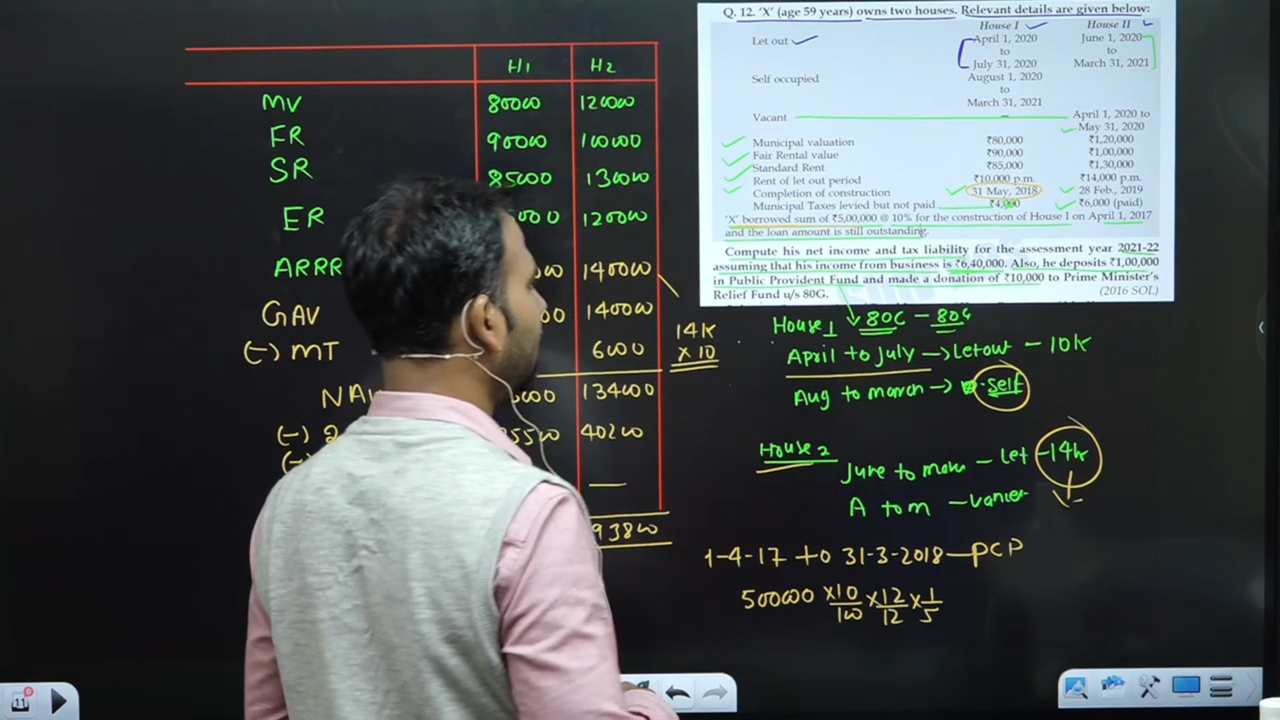 Q. 12. 'X' (age 59 years) owns two houses. Relevant details are given below:
House I House II
Let out April 1, 2020 June 1, 2020
to to
July 31, 2020 March 31, 2021
Self occupied August 1, 2020
to
March 31, 2021
Vacant – April 1, 2020 to
May 31, 2020
Municipal valuation ₹80,000 ₹1,20,000
Fair Rental value ₹90,000 ₹1,00,000
Standard Rent ₹85,000 ₹1,30,000
Rent of let out period ₹10,000 p.m. ₹14,000 p.m.
Completion of construction 31 May, 2018 28 Feb., 2019
Municipal Taxes levied but not paid ₹4,000 ₹6,000 (paid)
'X' borrowed sum of ₹5,00,000 @ 10% for the construction of House I on April 1, 2017
and the loan amount is still outstanding.
Compute his net income and tax liability for the assessment year 2021-22
assuming that his income from business is ₹6,40,000. Also, he deposits ₹1,00,000
in Public Provident Fund and made a donation of ₹10,000 to Prime Minister's
Relief Fund u/s 80G. (2016 SOL)
H1 H2
MV 80000 120000
FR 90000 100000
SR 85000 130000
ER 000 120000
ARRR 00 140000
GAV 00 140000
(-) MT 6000
NAV 000 134000
(-) 5500 40200
(-) —
93800
14K
× 10
House 1 80C - 80G
April to July → Letout - 10k
Aug to march → self
House 2
June to mar - let - 14k
A to m -
1-4-17 to 31-3-2018 — PCP
500000 × 10/100 × 12/12 × 1/5
11